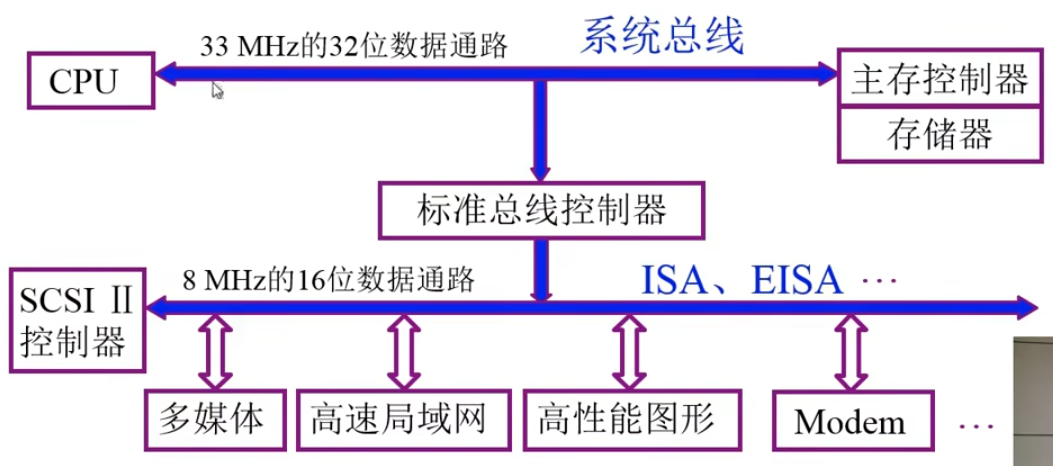 33 MHz的32位数据通路
系统总线
CPU
主存控制器
存储器
标准总线控制器
8 MHz的16位数据通路
ISA、EISA …
SCSI Ⅱ
控制器
多媒体
高速局域网
高性能图形
Modem
…